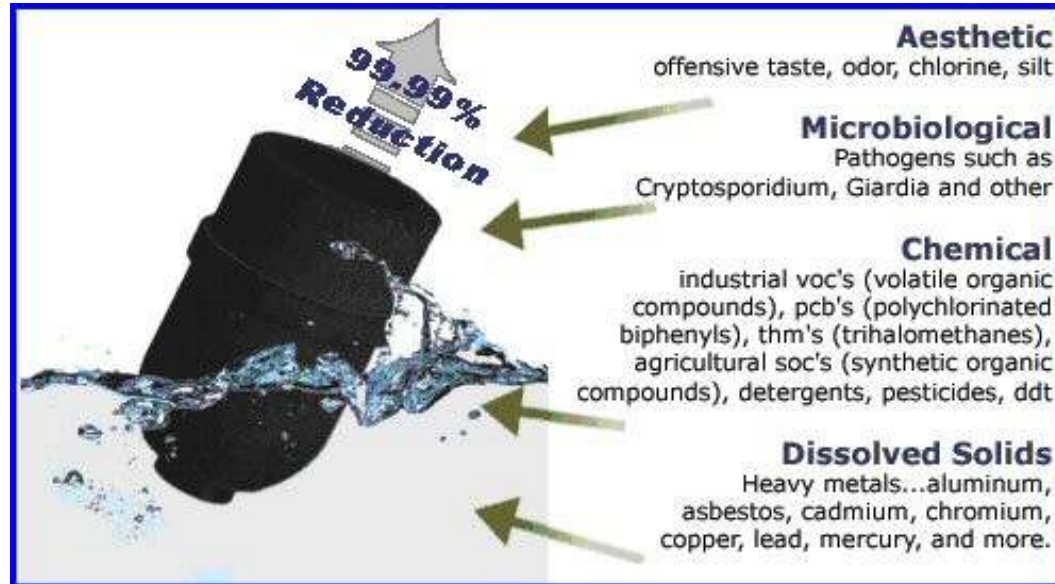 99.99%
Reduction
Aesthetic
offensive taste, odor, chlorine, silt
Microbiological
Pathogens such as
Cryptosporidium, Giardia and other
Chemical
industrial voc's (volatile organic
compounds), pcb's (polychlorinated
biphenyls), thm's (trihalomethanes),
agricultural soc's (synthetic organic
compounds), detergents, pesticides, ddt
Dissolved Solids
Heavy metals...aluminum,
asbestos, cadmium, chromium,
copper, lead, mercury, and more.